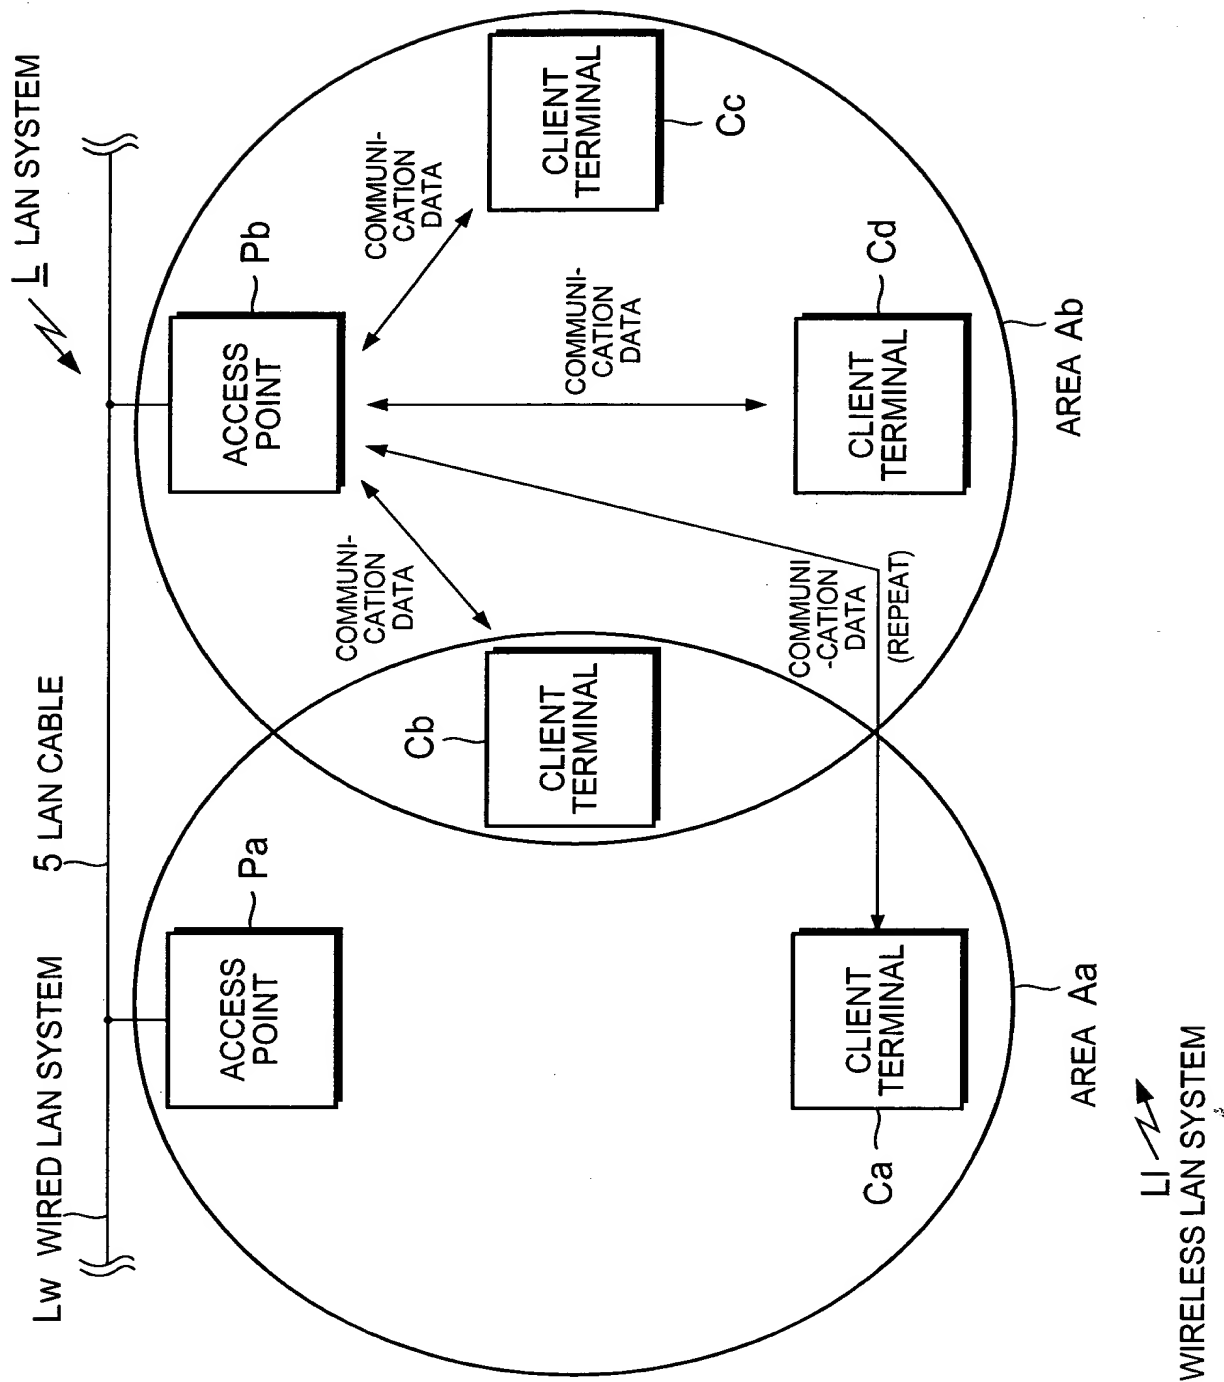 L LAN SYSTEM
Lw WIRED LAN SYSTEM
5 LAN CABLE
ACCESS
POINT
Pa
ACCESS
POINT
Pb
COMMUNI-
CATION
DATA
COMMUNI-
CATION
DATA
COMMUNI-
CATION
DATA
COMMUNI
-CATION
DATA
(REPEAT)
Cb
CLIENT
TERMINAL
CLIENT
TERMINAL
Cc
CLIENT
TERMINAL
Ca
CLIENT
TERMINAL
Cd
AREA Aa
AREA Ab
LI
WIRELESS LAN SYSTEM